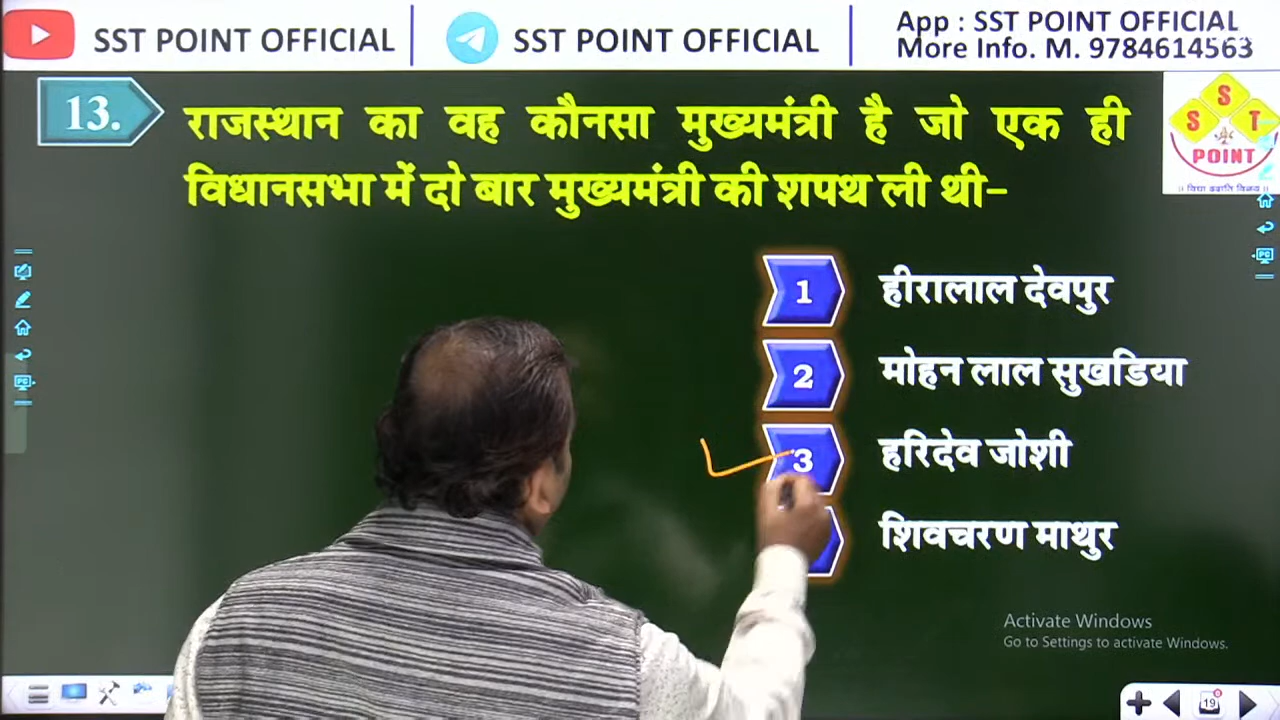 SST POINT OFFICIAL
SST POINT OFFICIAL
App : SST POINT OFFICIAL
More Info. M. 9784614563
13.
राजस्थान का वह कौनसा मुख्यमंत्री है जो एक ही
विधानसभा में दो बार मुख्यमंत्री की शपथ ली थी–
S
S T
POINT
1 हीरालाल देवपुर
2 मोहन लाल सुखडिया
3 हरिदेव जोशी
शिवचरण माथुर
Activate Windows
Go to Settings to activate Windows.
19